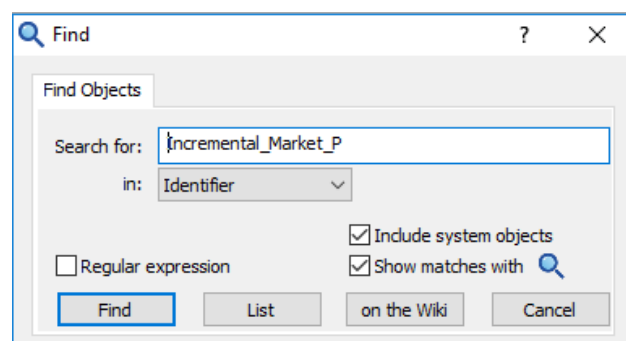 Find ?
Find Objects
Search for: Incremental_Market_P
in: Identifier
Include system objects
Regular expression Show matches with
Find List on the Wiki Cancel